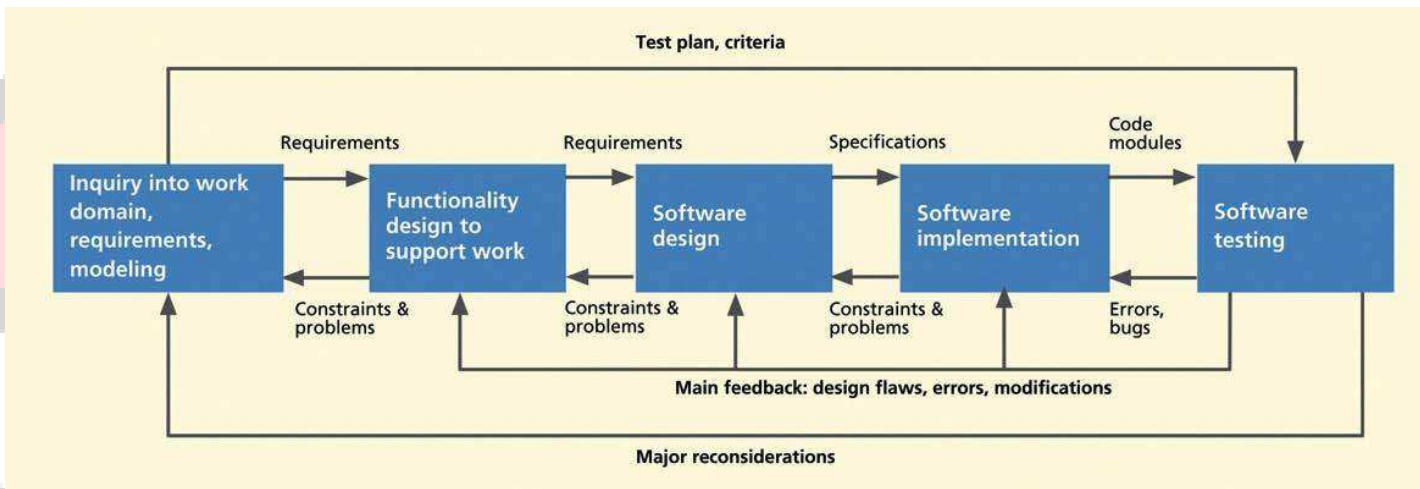 Test plan, criteria
Requirements
Requirements
Specifications
Code
modules
Inquiry into work
domain,
requirements,
modeling
Functionality
design to
support work
Software
design
Software
implementation
Software
testing
Constraints &
problems
Constraints &
problems
Constraints &
problems
Errors,
bugs
Main feedback: design flaws, errors, modifications
Major reconsiderations